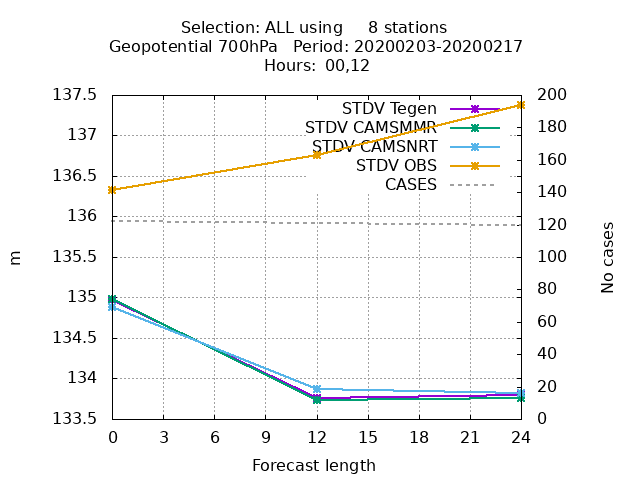 Selection: ALL using     8 stations
Geopotential 700hPa   Period: 20200203-20200217
Hours: 00,12
137.5
137
136.5
136
135.5
135
134.5
134
133.5
m
200
180
160
140
120
100
80
60
40
20
0
No cases
STDV Tegen
STDV CAMSMMR
STDV CAMSNRT
STDV OBS
CASES
0 3 6 9 12 15 18 21 24
Forecast length